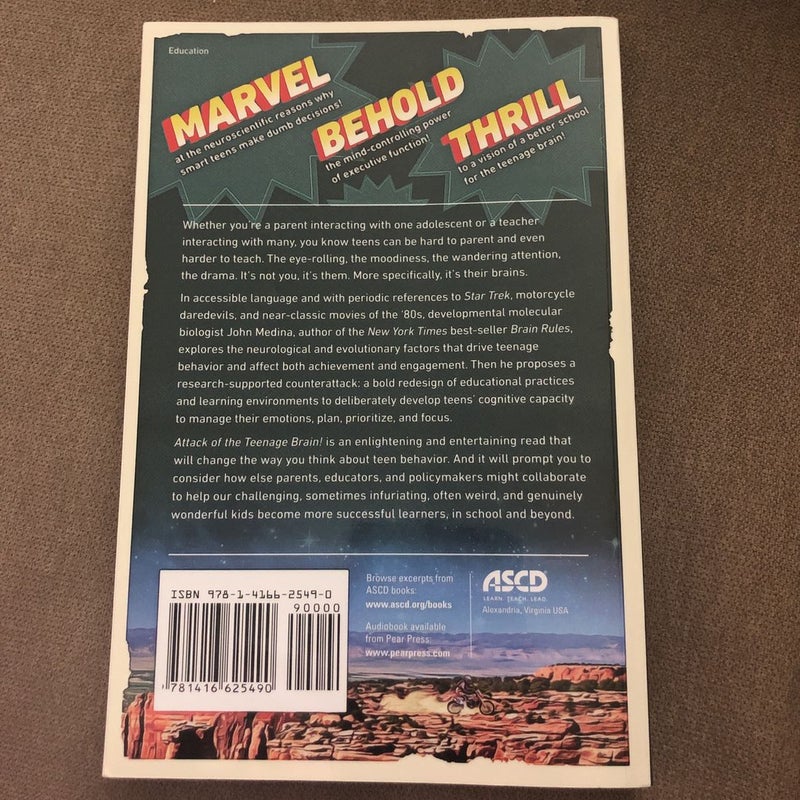 Education
MARVEL
at the neuroscientific reasons why
smart teens make dumb decisions!
BEHOLD
the mind-controlling power
of executive function!
THRILL
to a vision of a better school
for the teenage brain!
Whether you're a parent interacting with one adolescent or a teacher
interacting with many, you know teens can be hard to parent and even
harder to teach. The eye-rolling, the moodiness, the wandering attention,
the drama. It's not you, it's them. More specifically, it's their brains.
In accessible language and with periodic references to Star Trek, motorcycle
daredevils, and near-classic movies of the '80s, developmental molecular
biologist John Medina, author of the New York Times best-seller Brain Rules,
explores the neurological and evolutionary factors that drive teenage
behavior and affect both achievement and engagement. Then he proposes a
research-supported counterattack: a bold redesign of educational practices
and learning environments to deliberately develop teens' cognitive capacity
to manage their emotions, plan, prioritize, and focus.
Attack of the Teenage Brain! is an enlightening and entertaining read that
will change the way you think about teen behavior. And it will prompt you to
consider how else parents, educators, and policymakers might collaborate
to help our challenging, sometimes infuriating, often weird, and genuinely
wonderful kids become more successful learners, in school and beyond.
ISBN 978-1-4166-2549-0
90000
9781416625490
Browse excerpts from
ASCD books:
www.ascd.org/books
Audiobook available
from Pear Press:
www.pearpress.com
ASCD
LEARN. TEACH. LEAD.
Alexandria, Virginia USA